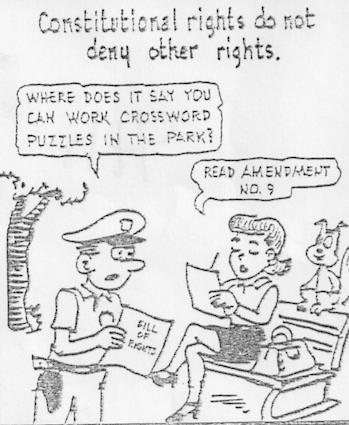 Constitutional rights do not
deny other rights.
WHERE DOES IT SAY YOU
CAN WORK CROSSWORD
PUZZLES IN THE PARK?
READ AMENDMENT
NO. 9
BILL
OF
RIGHTS